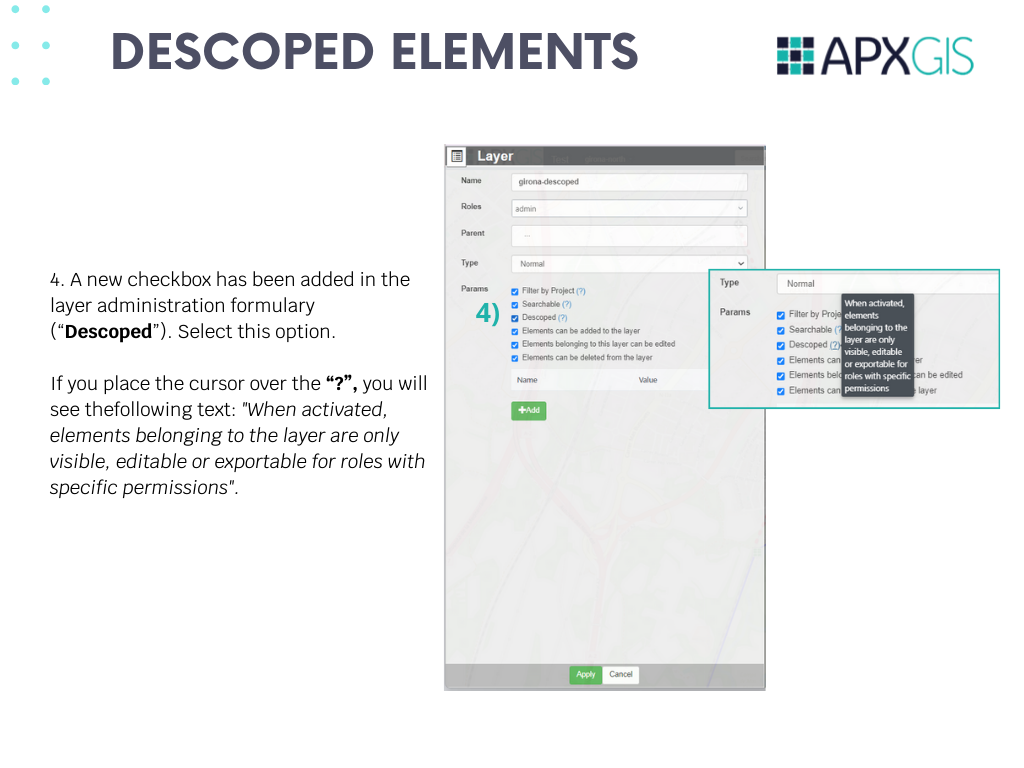 DESCOPED ELEMENTS
APXGIS
4. A new checkbox has been added in the
layer administration formulary
(“Descoped”). Select this option.
If you place the cursor over the “?”, you will
see thefollowing text: "When activated,
elements belonging to the layer are only
visible, editable or exportable for roles with
specific permissions".
Layer
Name
girona-descoped
Roles
admin
Parent
...
Type
Normal
Params
Filter by Project (?)
Searchable (?)
4)
Descoped (?)
Elements can be added to the layer
Elements belonging to this layer can be edited
Elements can be deleted from the layer
Name Value
Add
Apply Cancel
Type
Normal
Params
Filter by Proje
Searchable (?
Descoped (?)
Elements can er
Elements belo can be edited
Elements can e layer
When activated,
elements
belonging to the
layer are only
visible, editable
or exportable for
roles with specific
permissions